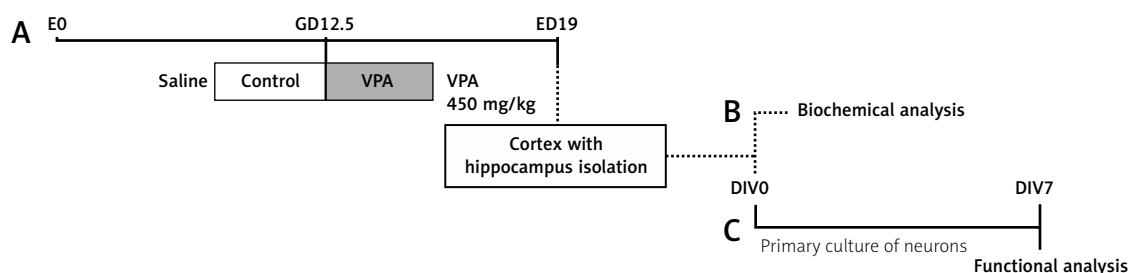 A
E0
GD12.5
ED19
Saline
Control
VPA
VPA
450 mg/kg
Cortex with
hippocampus isolation
B
Biochemical analysis
DIV0
DIV7
C
Primary culture of neurons
Functional analysis